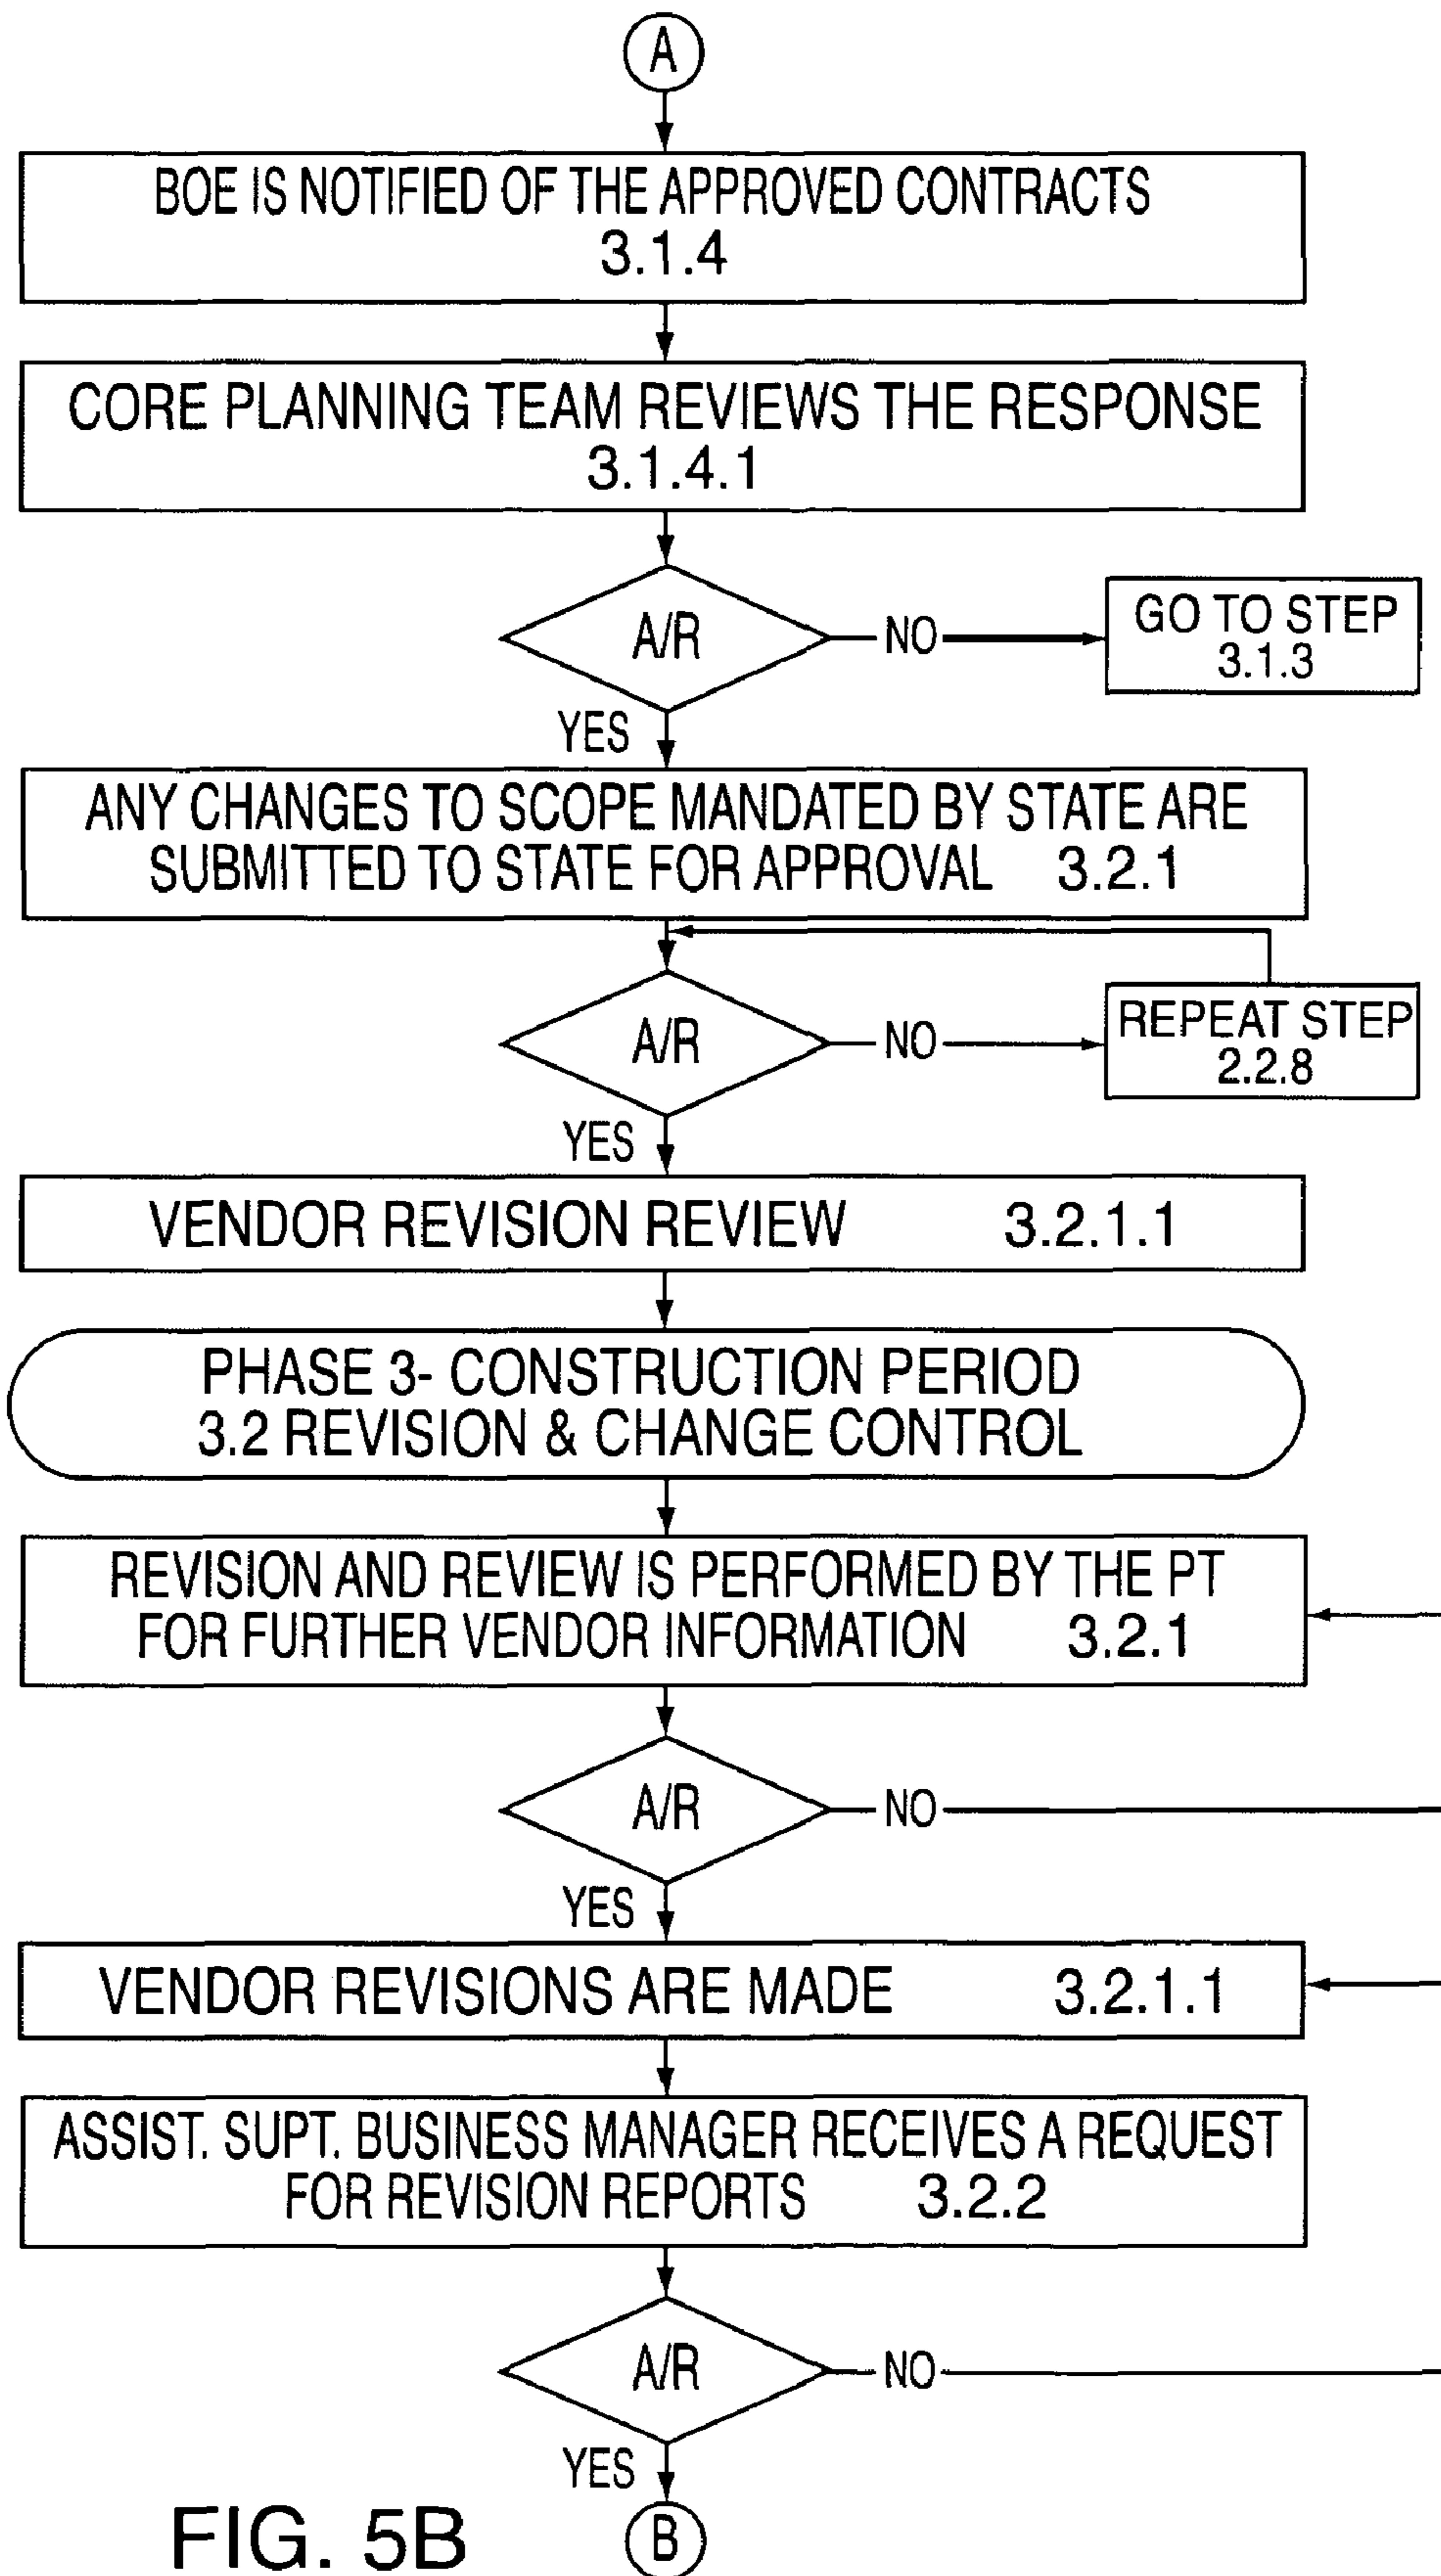 A
BOE IS NOTIFIED OF THE APPROVED CONTRACTS
3.1.4
CORE PLANNING TEAM REVIEWS THE RESPONSE
3.1.4.1
A/R
NO
GO TO STEP
3.1.3
YES
ANY CHANGES TO SCOPE MANDATED BY STATE ARE
SUBMITTED TO STATE FOR APPROVAL 3.2.1
A/R
NO
REPEAT STEP
2.2.8
YES
VENDOR REVISION REVIEW 3.2.1.1
PHASE 3- CONSTRUCTION PERIOD
3.2 REVISION & CHANGE CONTROL
REVISION AND REVIEW IS PERFORMED BY THE PT
FOR FURTHER VENDOR INFORMATION 3.2.1
A/R
NO
YES
VENDOR REVISIONS ARE MADE 3.2.1.1
ASSIST. SUPT. BUSINESS MANAGER RECEIVES A REQUEST
FOR REVISION REPORTS 3.2.2
A/R
NO
YES
B
FIG. 5B